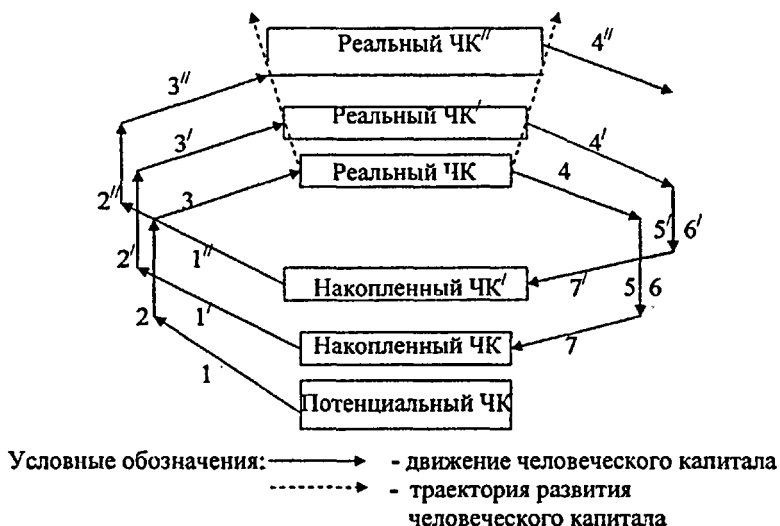 Реальный ЧК//
4//
3//
Реальный ЧК/
3/
4/
Реальный ЧК
3
4
2//
5/ 6/
2/
1//
Накопленный ЧК/
7/
5 6
2
1/
Накопленный ЧК
7
1
Потенциальный ЧК
Условные обозначения: - движение человеческого капитала
- траектория развития
человеческого капитала